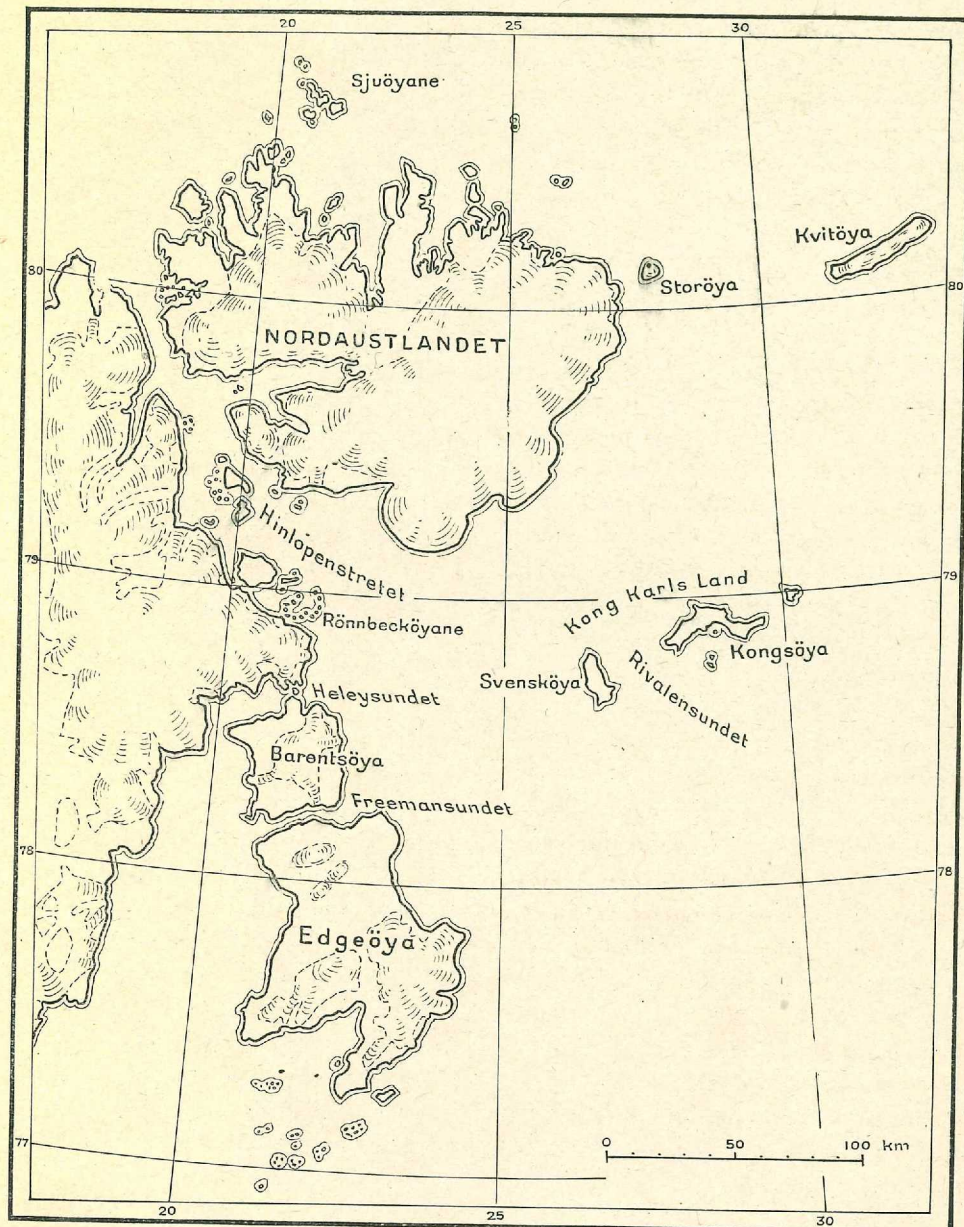 20 25 30
Sjuöyane
Kvitöya
80
Storöya
80
NORDAUSTLANDET
Hinlopenstretet
79
79
Kong Karls Land
Rönnbecköyane
Kongsöya
Svensköya
Rivalensundet
Heleysundet
Barentsöya
Freemansundet
78
78
Edgeöya
77
0 50 100 km
20 25 30